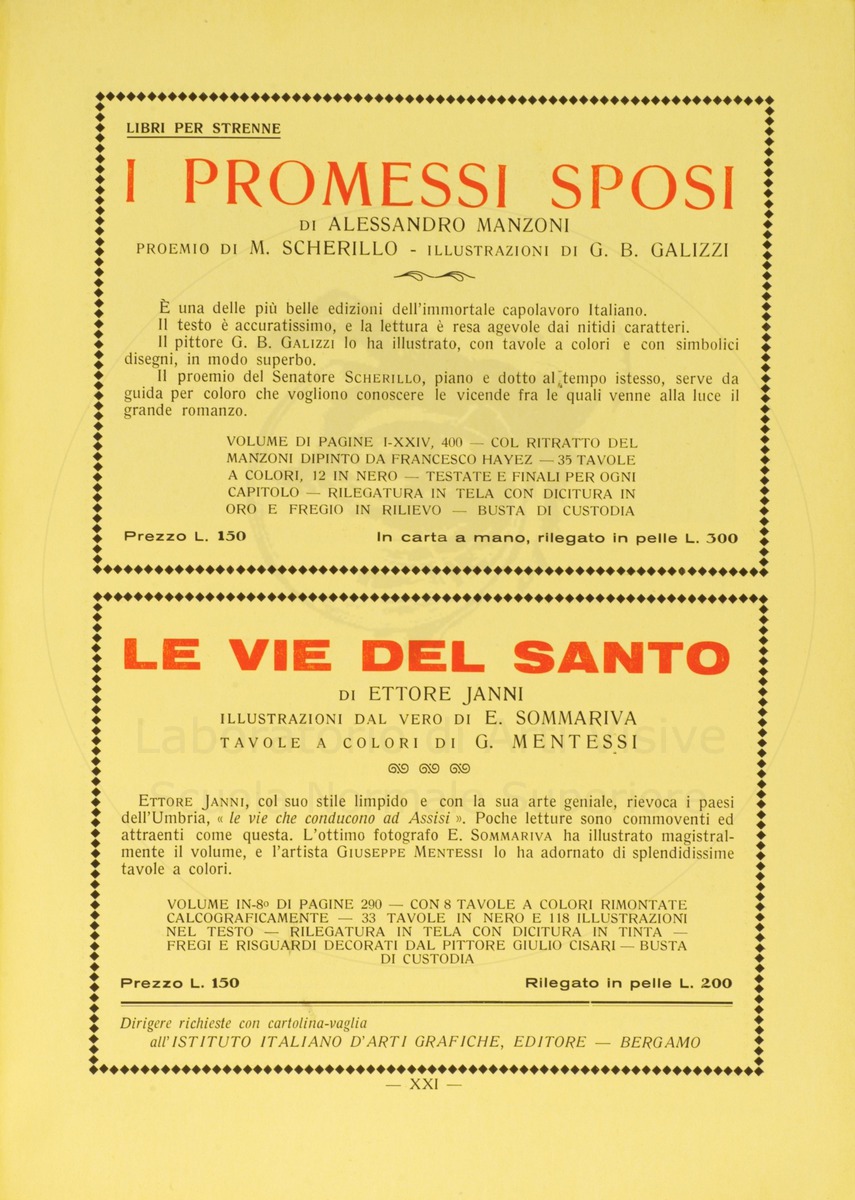 LIBRI PER STRENNE
I PROMESSI SPOSI
DI ALESSANDRO MANZONI
PROEMIO DI M. SCHERILLO - ILLUSTRAZIONI DI G. B. GALIZZI
È una delle più belle edizioni dell'immortale capolavoro Italiano.
Il testo è accuratissimo, e la lettura è resa agevole dai nitidi caratteri.
Il pittore G. B. GALIZZI lo ha illustrato, con tavole a colori e con simbolici
disegni, in modo superbo.
Il proemio del Senatore SCHERILLO, piano e dotto al tempo istesso, serve da
guida per coloro che vogliono conoscere le vicende fra le quali venne alla luce il
grande romanzo.
VOLUME DI PAGINE I-XXIV, 400 — COL RITRATTO DEL
MANZONI DIPINTO DA FRANCESCO HAYEZ — 35 TAVOLE
A COLORI, 12 IN NERO — TESTATE E FINALI PER OGNI
CAPITOLO — RILEGATURA IN TELA CON DICITURA IN
ORO E FREGIO IN RILIEVO — BUSTA DI CUSTODIA
Prezzo L. 150 In carta a mano, rilegato in pelle L. 300
LE VIE DEL SANTO
DI ETTORE JANNI
ILLUSTRAZIONI DAL VERO DI E. SOMMARIVA
TAVOLE A COLORI DI G. MENTESSI
ETTORE JANNI, col suo stile limpido e con la sua arte geniale, rievoca i paesi
dell'Umbria, « le vie che conducono ad Assisi ». Poche letture sono commoventi ed
attraenti come questa. L'ottimo fotografo E. SOMMARIVA ha illustrato magistral-
mente il volume, e l'artista GIUSEPPE MENTESSI lo ha adornato di splendidissime
tavole a colori.
VOLUME IN-8º DI PAGINE 290 — CON 8 TAVOLE A COLORI RIMONTATE
CALCOGRAFICAMENTE — 33 TAVOLE IN NERO E 118 ILLUSTRAZIONI
NEL TESTO — RILEGATURA IN TELA CON DICITURA IN TINTA —
FREGI E RISGUARDI DECORATI DAL PITTORE GIULIO CISARI — BUSTA
DI CUSTODIA
Prezzo L. 150 Rilegato in pelle L. 200
Dirigere richieste con cartolina-vaglia
all'ISTITUTO ITALIANO D'ARTI GRAFICHE, EDITORE — BERGAMO
— XXI —